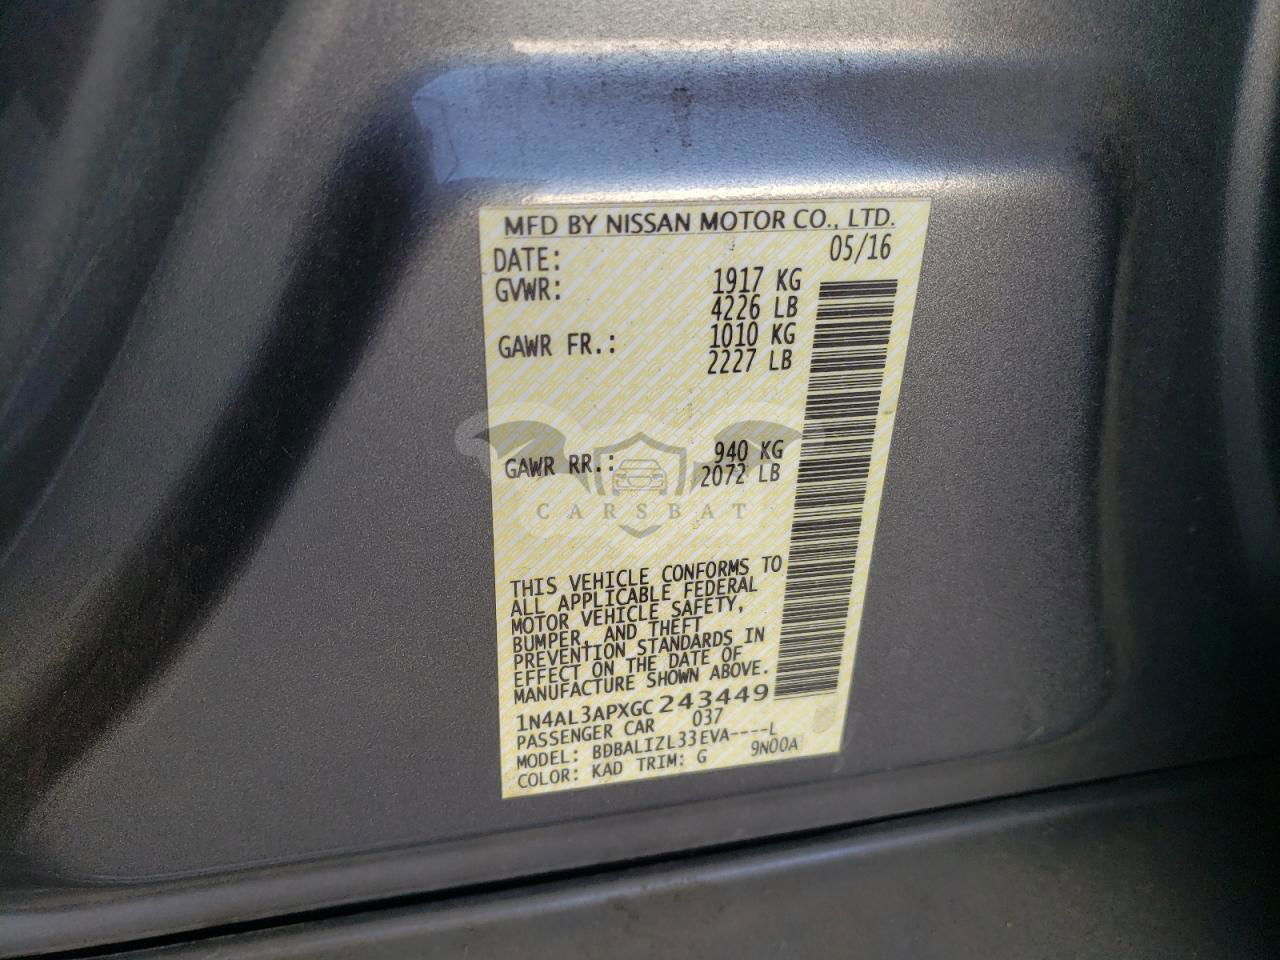 MFD BY NISSAN MOTOR CO., LTD.
DATE: 05/16
GVWR: 1917 KG
4226 LB
GAWR FR.: 1010 KG
2227 LB
GAWR RR.: 940 KG
2072 LB
CARSBAT
THIS VEHICLE CONFORMS TO
ALL APPLICABLE FEDERAL
MOTOR VEHICLE SAFETY,
BUMPER, AND THEFT
PREVENTION STANDARDS IN
EFFECT ON THE DATE OF
MANUFACTURE SHOWN ABOVE.
1N4AL3APXGC243449
PASSENGER CAR 037
MODEL: BDBALIZL33EVA----L
COLOR: KAD TRIM: G 9N00A